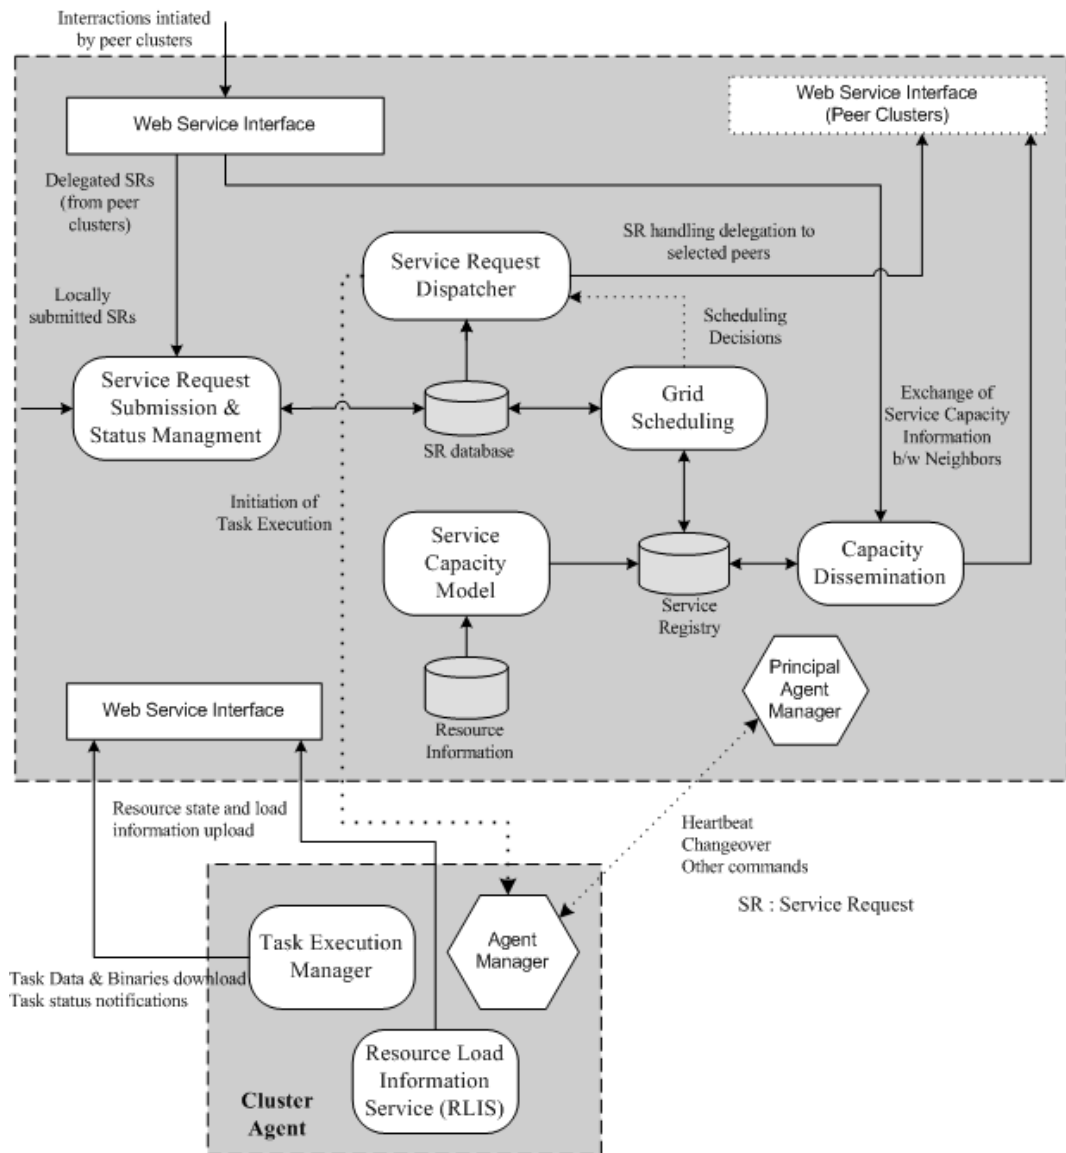 Interractions intiated
by peer clusters
Web Service Interface
Web Service Interface
(Peer Clusters)
Delegated SRs
(from peer
clusters)
SR handling delegation to
selected peers
Service Request
Dispatcher
Locally
submitted SRs
Scheduling
Decisions
Service Request
Submission &
Status Managment
Grid
Scheduling
SR database
Exchange of
Service Capacity
Information
b/w Neighbors
Initiation of
Task Execution
Service
Capacity
Model
Capacity
Dissemination
Service
Registry
Principal
Agent
Manager
Web Service Interface
Resource
Information
Resource state and load
information upload
Heartbeat
Changeover
Other commands
SR : Service Request
Task Execution
Manager
Agent
Manager
Task Data & Binaries download
Task status notifications
Resource Load
Information
Service (RLIS)
Cluster
Agent